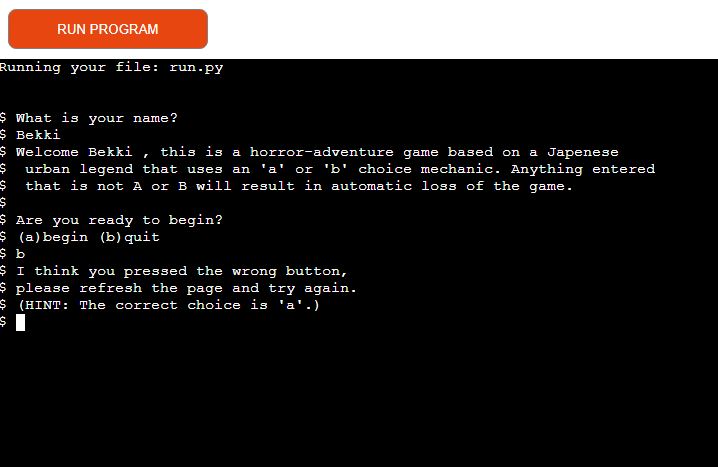 RUN PROGRAM
Running your file: run.py
$ What is your name?
$ Bekki
$ Welcome Bekki , this is a horror-adventure game based on a Japenese
$  urban legend that uses an 'a' or 'b' choice mechanic. Anything entered
$  that is not A or B will result in automatic loss of the game.
$
$ Are you ready to begin?
$ (a)begin (b)quit
$ b
$ I think you pressed the wrong button,
$ please refresh the page and try again.
$ (HINT: The correct choice is 'a'.)
$